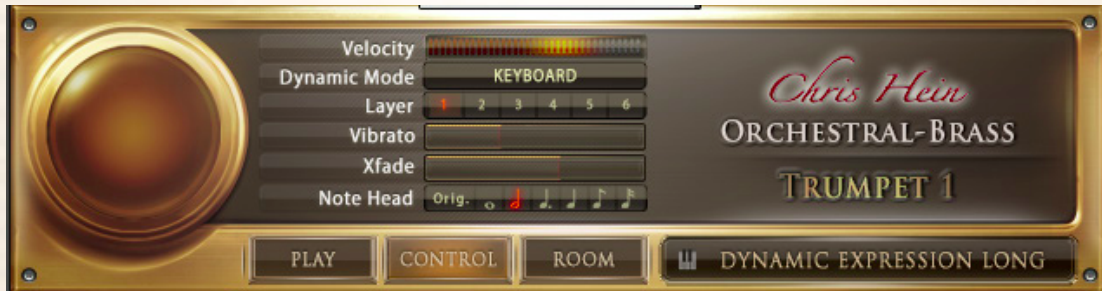 Velocity
Dynamic Mode KEYBOARD
Layer 1 2 3 4 5 6
Vibrato
Xfade
Note Head Orig.
Chris Hein
ORCHESTRAL-BRASS
TRUMPET 1
PLAY CONTROL ROOM
DYNAMIC EXPRESSION LONG